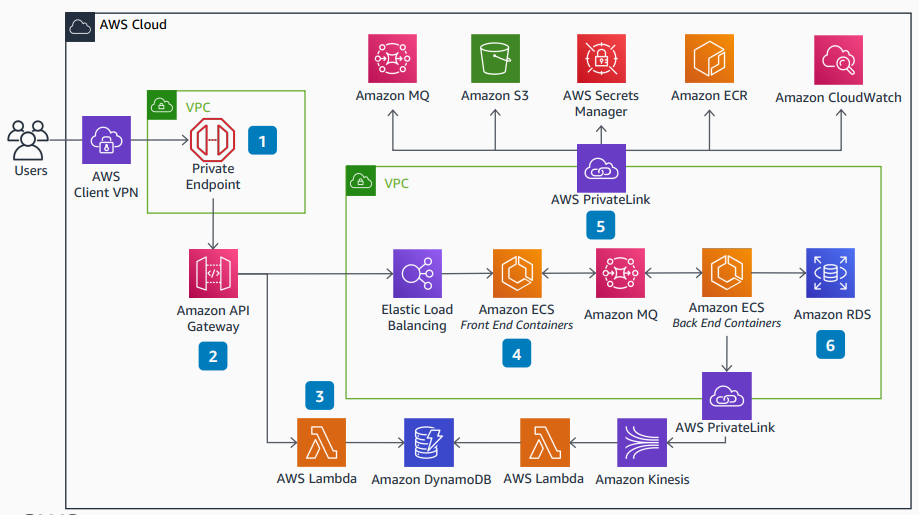 AWS Cloud
Amazon MQ
Amazon S3
AWS Secrets
Manager
Amazon ECR
Amazon CloudWatch
Users
AWS
Client VPN
VPC
1
Private
Endpoint
VPC
AWS PrivateLink
5
Amazon API
Gateway
2
Elastic Load
Balancing
Amazon ECS
Front End Containers
4
Amazon MQ
Amazon ECS
Back End Containers
Amazon RDS
6
3
AWS PrivateLink
AWS Lambda
Amazon DynamoDB
AWS Lambda
Amazon Kinesis